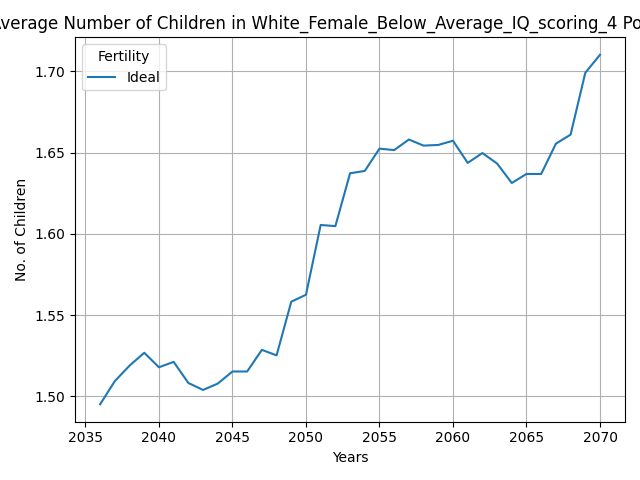 Average Number of Children in White_Female_Below_Average_IQ_scoring_4 Po
Fertility
Ideal
1.70
1.65
1.60
1.55
1.50
No. of Children
2035 2040 2045 2050 2055 2060 2065 2070
Years